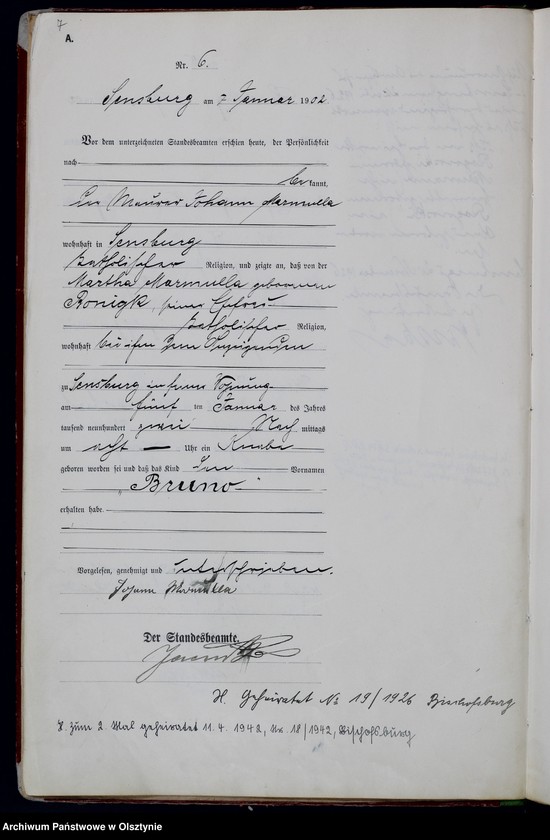 7
A.
Nr. 6.
Sensburg am 7 Januar 1902
Vor dem unterzeichneten Standesbeamten erschien heute, der Persönlichkeit
nach
bekannt,
der Maurer Johann Marmulla
wohnhaft in Sensburg
katholischer Religion, und zeigte an, daß von der
Martha Marmulla geborenen
Ronigk, seiner Ehefrau
katholischer Religion,
wohnhaft bei ihm dem Anzeigenden
zu Sensburg in seiner Wohnung
am fünf ten Januar des Jahres
tausend neunhundert zwei Nach mittags
um acht Uhr ein Knabe
geboren worden sei und daß das Kind den Vornamen
Bruno
erhalten habe.
Vorgelesen, genehmigt und unterschrieben.
Johann Marmulla
Der Standesbeamte.
H. Geheiratet No 19/1926 Bischofsburg
Z. zum 2. Mal geheiratet 11. 4. 1942, Nr. 18/1942, Bischofsburg
Archiwum Państwowe w Olsztynie